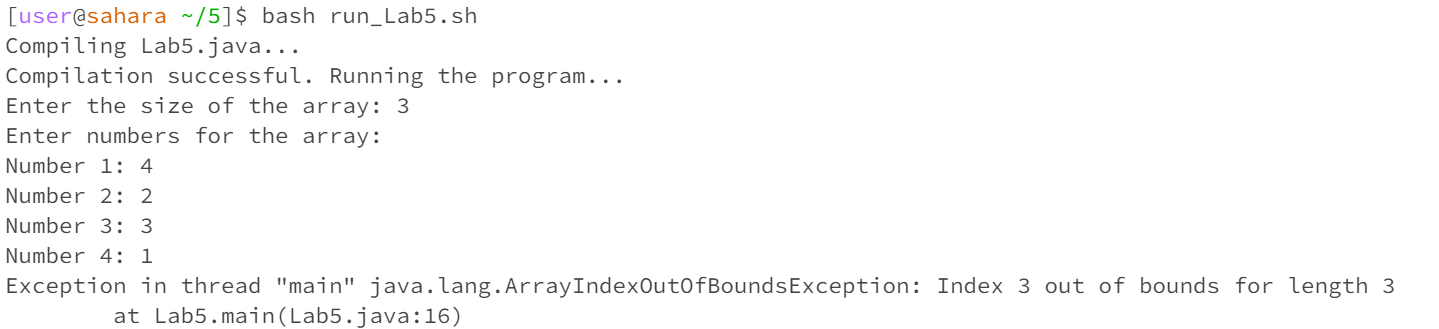 [user@sahara ~/5]$ bash run_Lab5.sh
Compiling Lab5.java...
Compilation successful. Running the program...
Enter the size of the array: 3
Enter numbers for the array:
Number 1: 4
Number 2: 2
Number 3: 3
Number 4: 1
Exception in thread "main" java.lang.ArrayIndexOutOfBoundsException: Index 3 out of bounds for length 3
        at Lab5.main(Lab5.java:16)